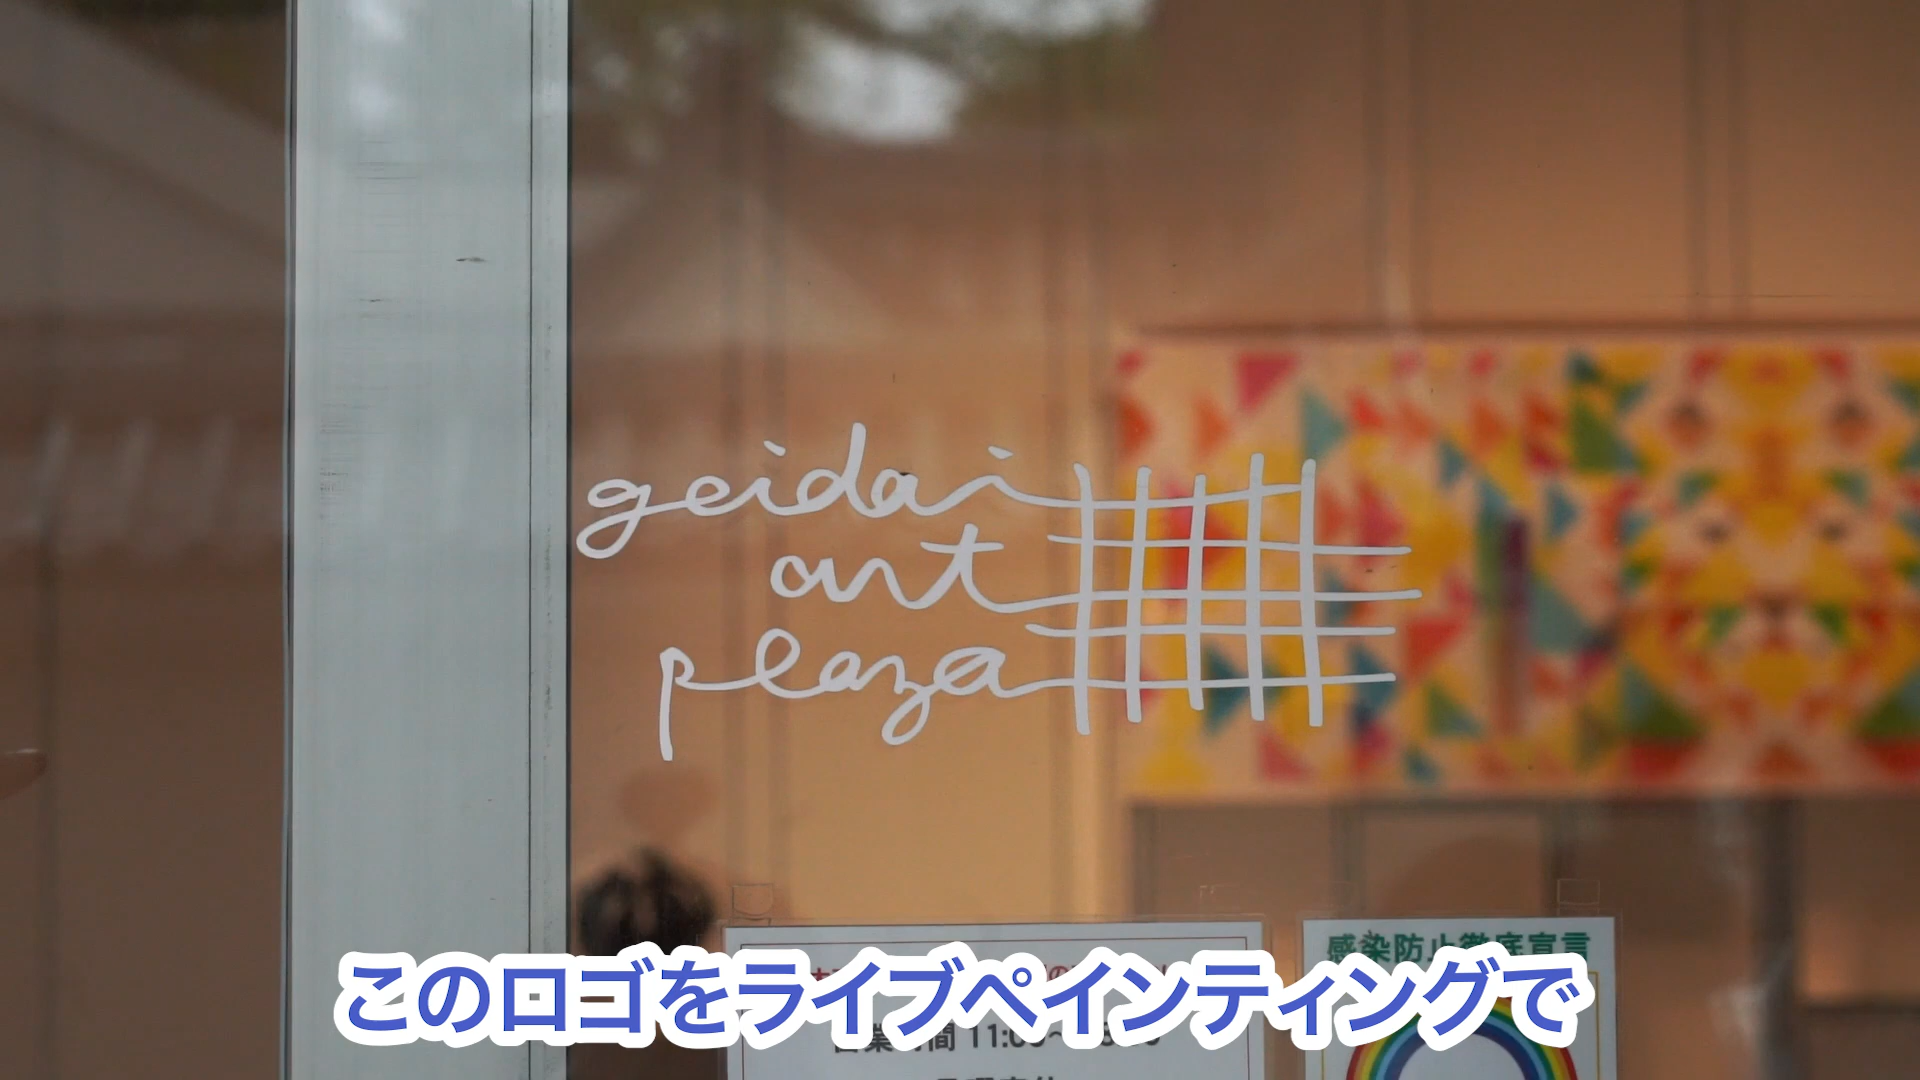 geidai
art
plaza
感染防止徹底宣言
このロゴをライブペインティングで